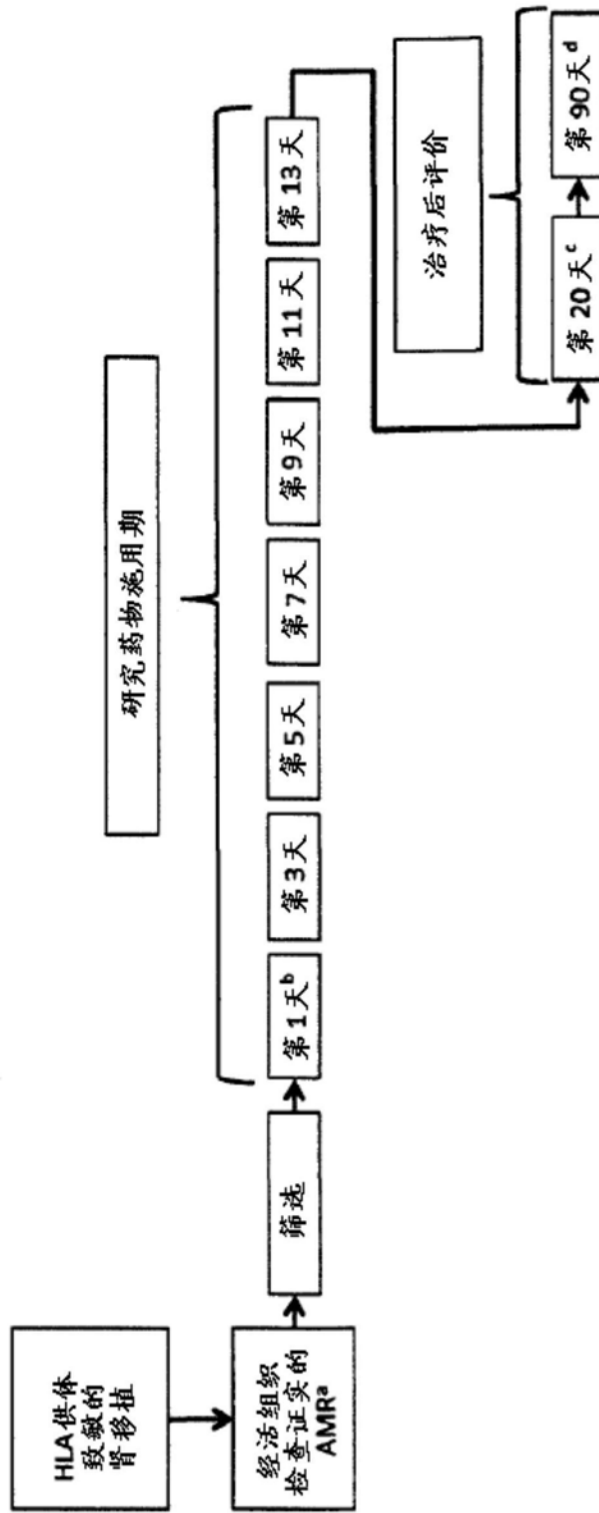 HLA供体
致敏的
肾移植
经活组织
检查证实的
AMRᵃ
筛选
研究药物施用期
第1天ᵇ
第3天
第5天
第7天
第9天
第11天
第13天
治疗后评价
第20天ᶜ
第90天ᵈ